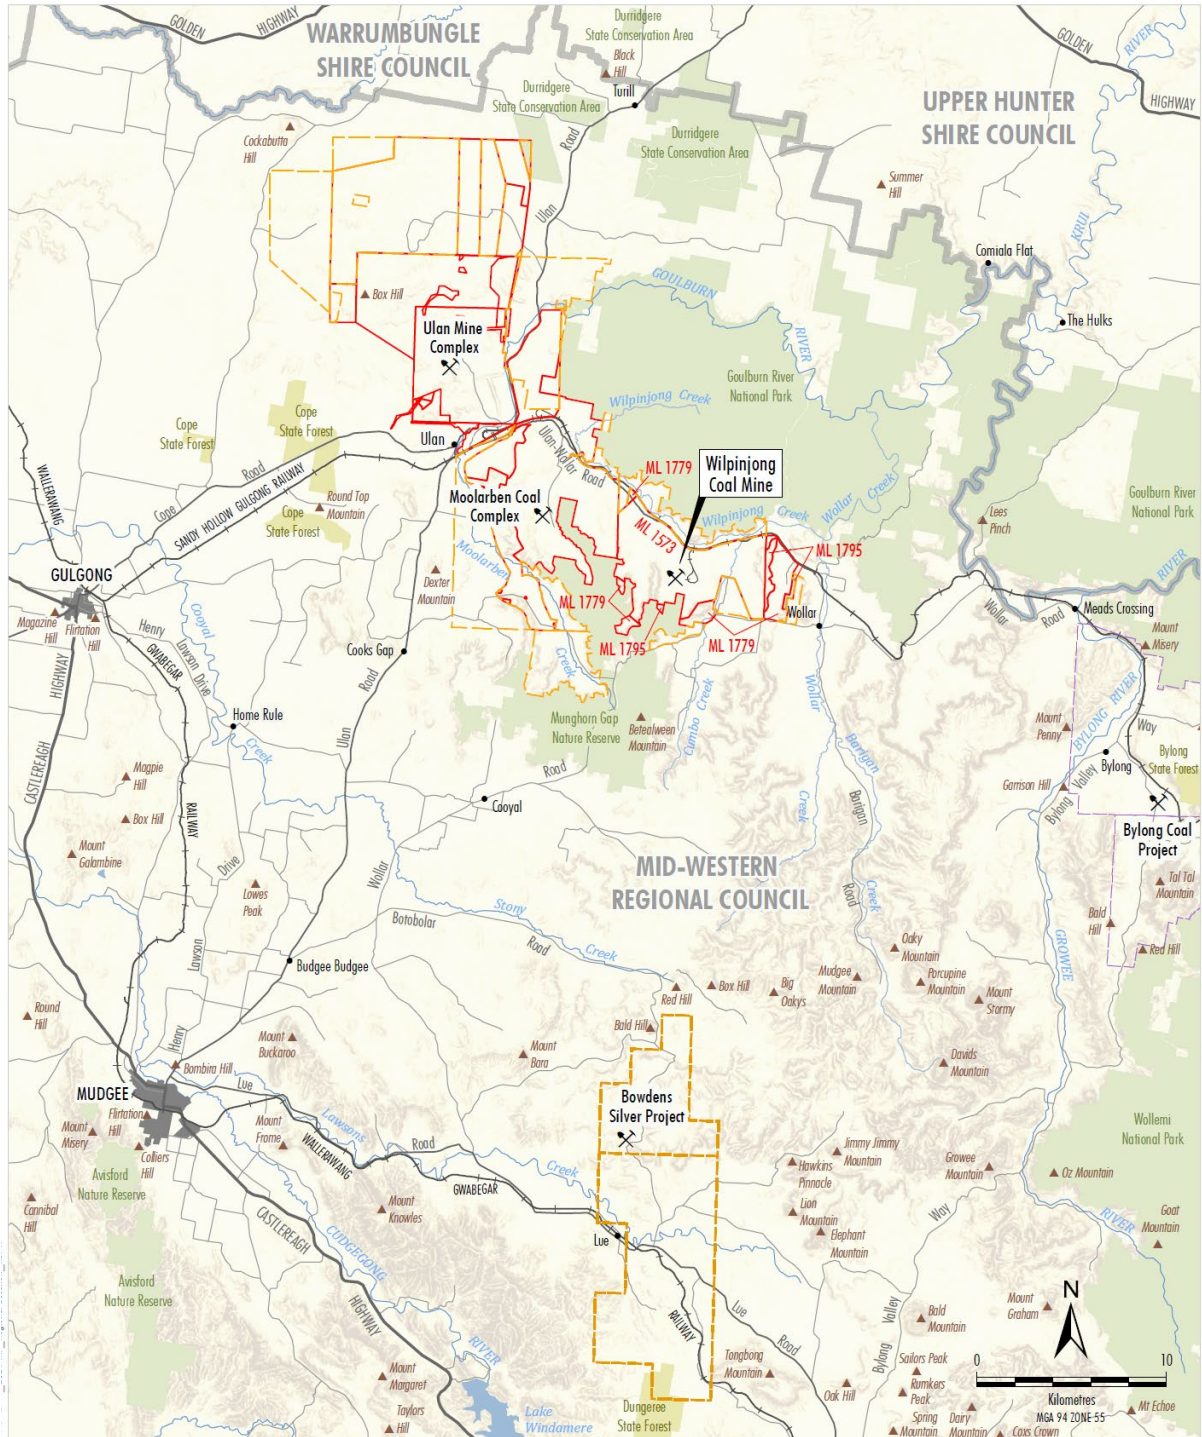 GOLDEN
HIGHWAY
WARRUMBUNGLE
SHIRE COUNCIL
Durridgere
State Conservation Area
Black
Hill
Turill
GOLDEN
HIGHWAY
RIVER
UPPER HUNTER
SHIRE COUNCIL
Durridgere
State Conservation Area
Durridgere
State Conservation Area
Cockabutta
Hill
Road
Ulan
Summer
Hill
KRUI
Comiala Flat
The Hulks
Box Hill
GOULBURN
RIVER
Ulan Mine
Complex
Goulburn River
National Park
Wilpinjong Creek
Cope
State Forest
Cope
State Forest
Ulan
Ulan-Wollar Road
ML 1779
Wilpinjong
Coal Mine
WALLERAWANG
Cope
Road
SANDY HOLLOW GULGONG RAILWAY
Round Top
Mountain
Cope
State Forest
Moolarben Coal
Complex
ML 1573
Wilpinjong
Creek
Wollar
Creek
Goulburn River
National Park
Lees
Pinch
ML 1795
Moolarben
Creek
GULGONG
Magazine
Hill
Flirtation
Hill
Dexter
Mountain
ML 1779
ML 1795
ML 1779
Wollar
Wollar
Road
RIVER
Meads Crossing
Mount
Misery
Cooyal
Creek
Henry
Lawson Drive
GWABEGAR
RAILWAY
HIGHWAY
CASTLEREAGH
Cooks Gap
Road
Ulan
Home Rule
Munghorn Gap
Nature Reserve
Betealween
Mountain
Cumbo Creek
Wollar
Creek
Barigan
Creek
Barigan
Road
BYLONG RIVER
Mount
Penny
Way
Bylong
Bylong
State Forest
Garrison Hill
Bylong Valley
Bylong Coal
Project
Magpie
Hill
Box Hill
Mount
Galambine
Road
Cooyal
MID-WESTERN
REGIONAL COUNCIL
Tal Tal
Mountain
Bald
Hill
Red Hill
Drive
Lawson
Henry
Lowes
Peak
Wollar
Botobolar
Road
Stony
Creek
Budgee Budgee
Oaky
Mountain
Mudgee
Mountain
Porcupine
Mountain
Mount
Stormy
Box Hill
Big
Oakys
Red Hill
Bald Hill
GROWEE
RIVER
Round
Hill
Mount
Buckaroo
Mount
Bara
Davids
Mountain
Bombira Hill
MUDGEE
Lue
Road
Lawsons
Creek
Bowdens
Silver Project
Wollemi
National Park
Flirtation
Hill
Mount
Misery
Colliers
Hill
Mount
Frome
WALLERAWANG
GWABEGAR
RAILWAY
Jimmy Jimmy
Mountain
Hawkins
Pinnacle
Growee
Mountain
Oz Mountain
Avisford
Nature Reserve
Cannibal
Hill
Mount
Knowles
Lion
Mountain
Elephant
Mountain
Way
Goat
Mountain
CASTLEREAGH
HIGHWAY
CUDGEGONG
RIVER
Lue
Lue
Road
Avisford
Nature Reserve
Bylong
Valley
Bald
Mountain
Mount
Graham
N
0
10
Kilometres
MGA 94 ZONE 55
Mount
Margaret
Taylors
Hill
Lake
Windamere
Dungeree
State Forest
Tongbong
Mountain
Oak Hill
Sailors Peak
Rumkers
Peak
Spring
Mountain
Dairy
Mountain
Coxs Crown
Mt Echoe